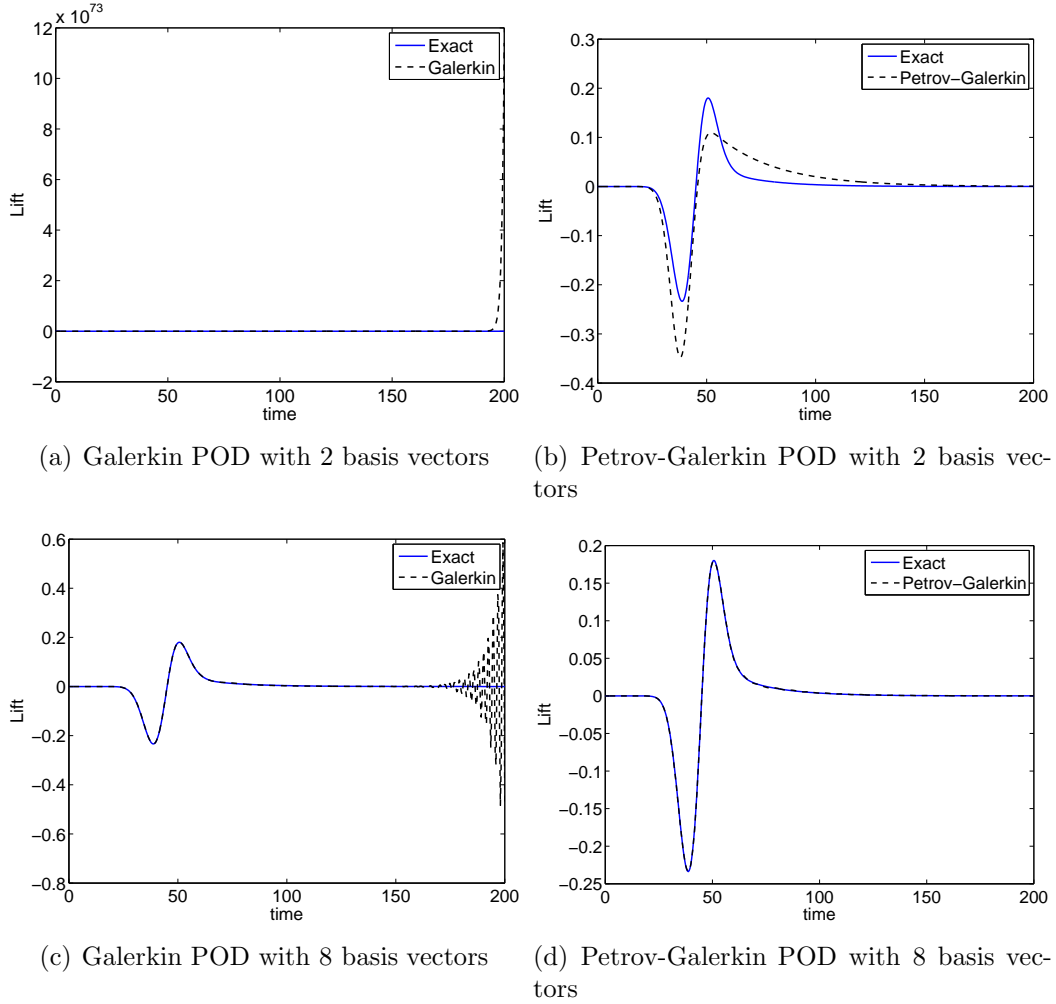 x 10^73
12
10
8
6
4
2
0
−2
0 50 100 150 200
time
Lift
Exact
Galerkin
(a) Galerkin POD with 2 basis vectors
0.3
0.2
0.1
0
−0.1
−0.2
−0.3
−0.4
0 50 100 150 200
time
Lift
Exact
Petrov−Galerkin
(b) Petrov-Galerkin POD with 2 basis vec-
tors
0.6
0.4
0.2
0
−0.2
−0.4
−0.6
−0.8
0 50 100 150 200
time
Lift
Exact
Galerkin
(c) Galerkin POD with 8 basis vectors
0.2
0.15
0.1
0.05
0
−0.05
−0.1
−0.15
−0.2
−0.25
0 50 100 150 200
time
Lift
Exact
Petrov−Galerkin
(d) Petrov-Galerkin POD with 8 basis vec-
tors